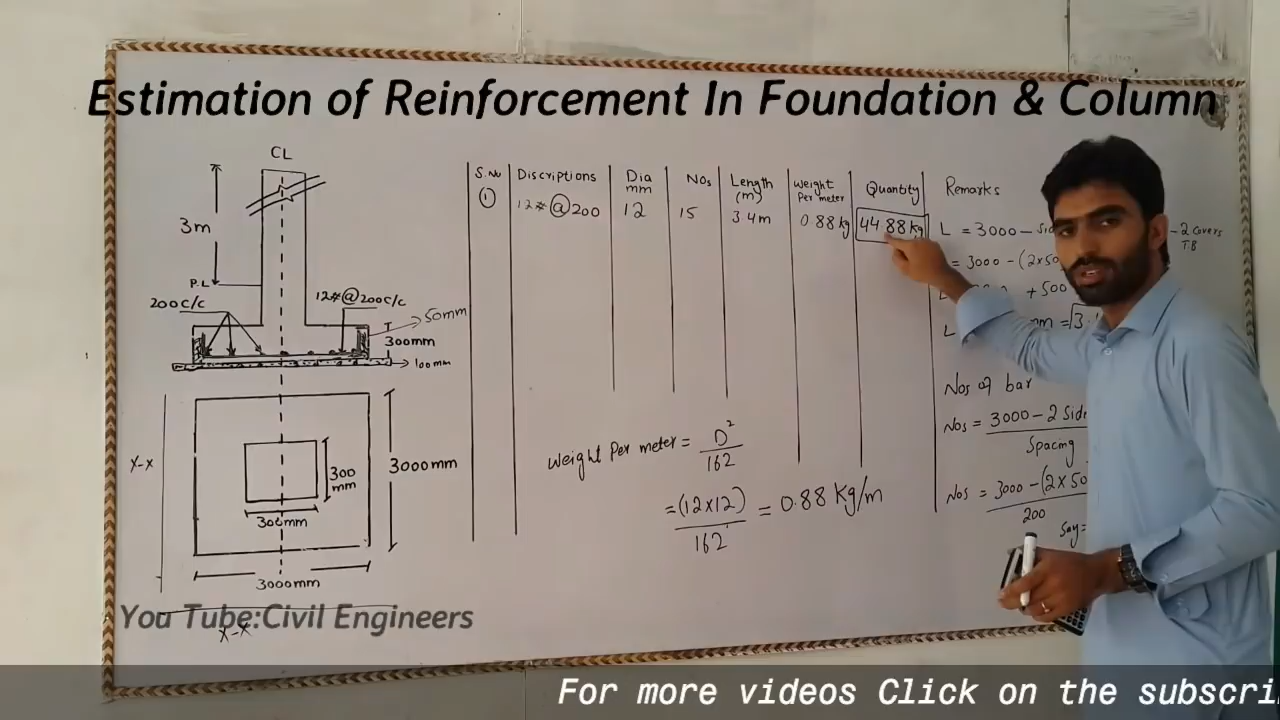 Estimation of Reinforcement In Foundation & Column
CL
3m
P.L
200c/c
12#@200c/c
50mm
300mm
100mm
X-X
300
mm
300mm
3000mm
3000mm
X-X
You Tube:Civil Engineers
S.No Discriptions Dia mm NOs Length (m) Weight Per meter Quantity Remarks
① 12#@200 12 15 3.4m 0.88kg 44.88kg
L = 3000 – - 2 Covers
T.B
= 3000 - (2x50
+ 500
L
Nos of bar
Nos = 3000 - 2 Side
Spacing
Nos = 3000 - (2x50
200
Say=
Weight Per meter = D²
162
= (12x12) = 0.88 Kg/m
162
For more videos Click on the subscri